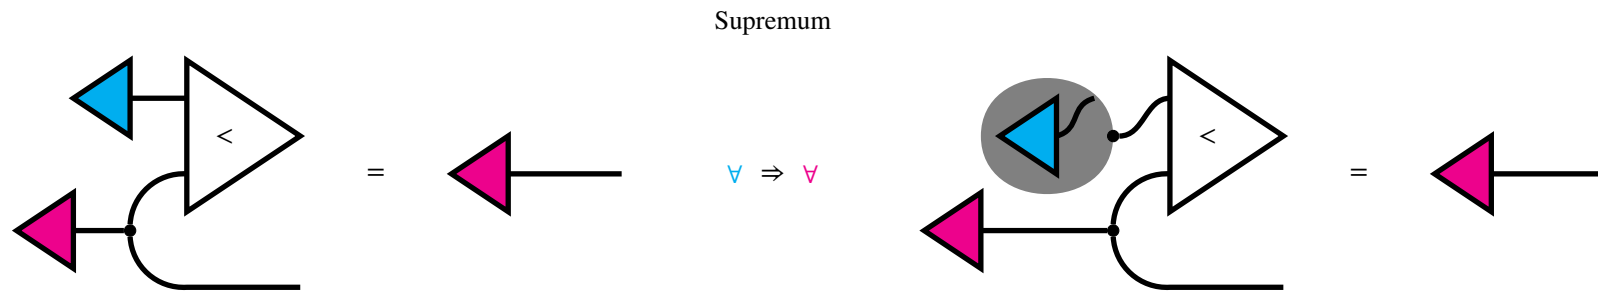 Supremum
< = ∀ ⇒ ∀ < =